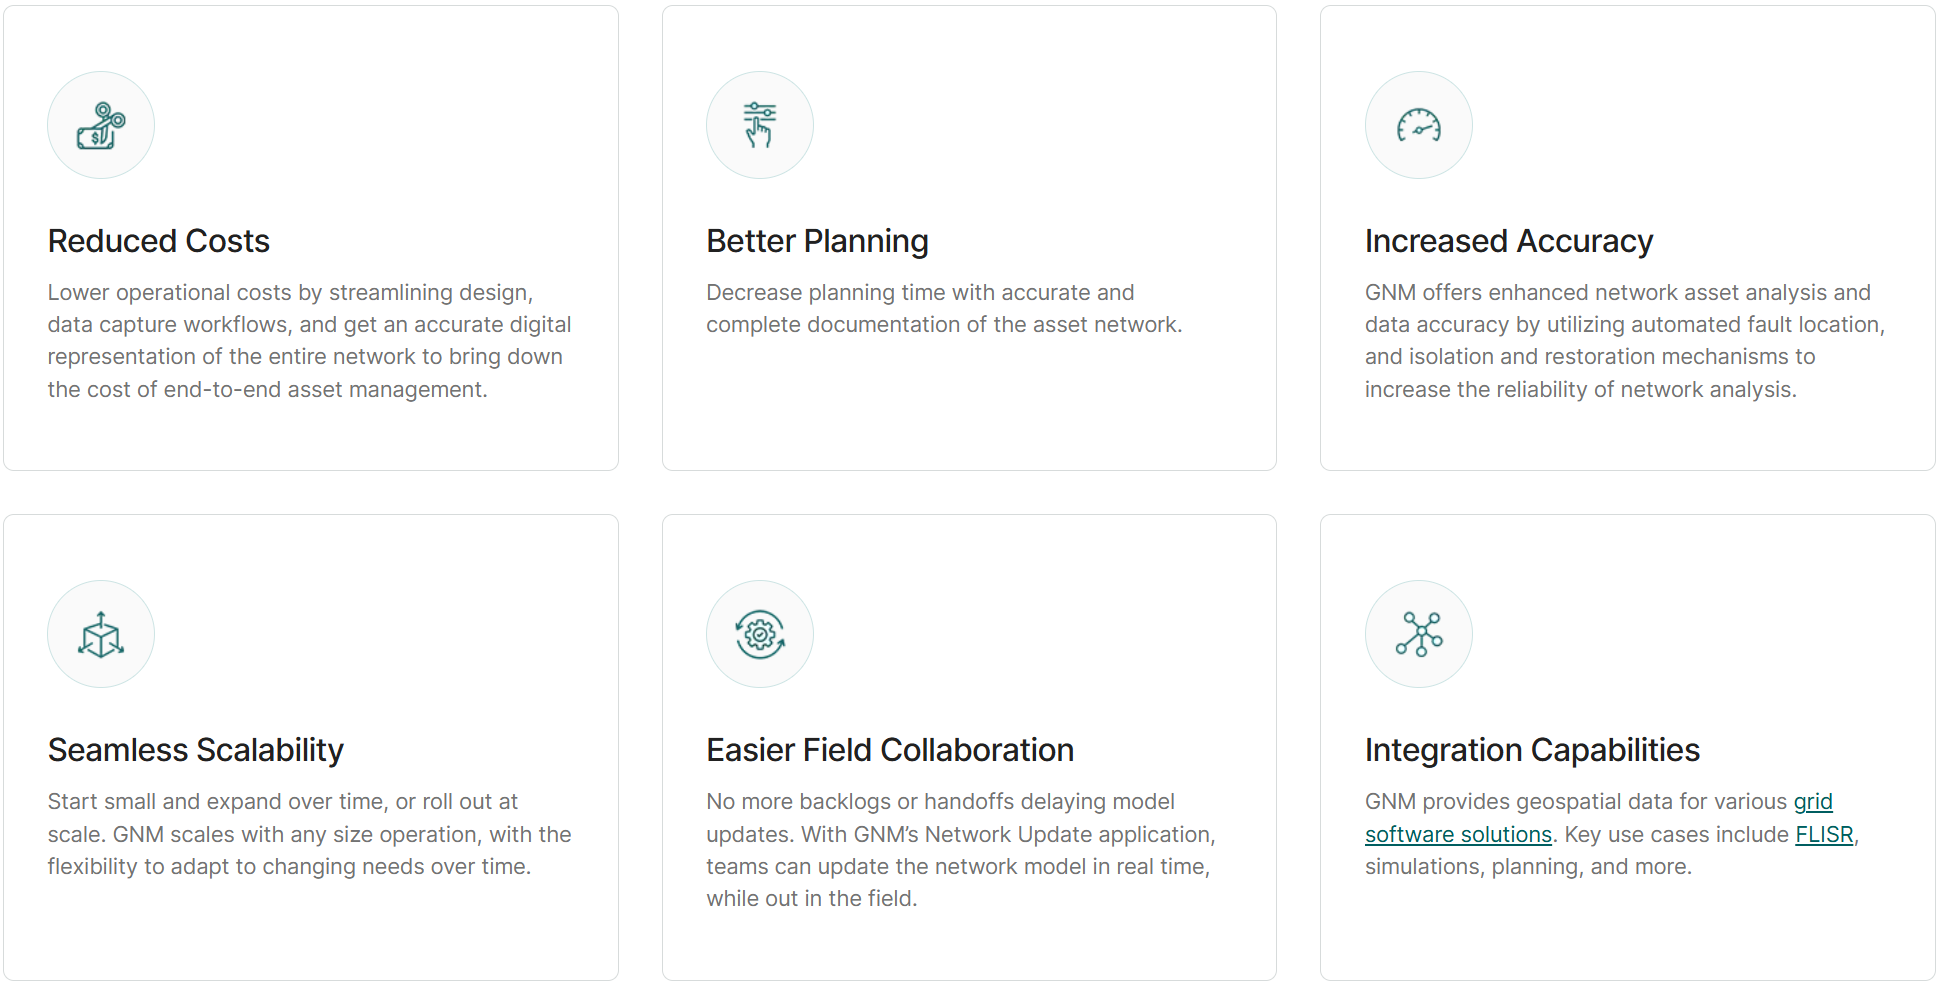 $
Reduced Costs
Lower operational costs by streamlining design,
data capture workflows, and get an accurate digital
representation of the entire network to bring down
the cost of end-to-end asset management.
Better Planning
Decrease planning time with accurate and
complete documentation of the asset network.
Increased Accuracy
GNM offers enhanced network asset analysis and
data accuracy by utilizing automated fault location,
and isolation and restoration mechanisms to
increase the reliability of network analysis.
Seamless Scalability
Start small and expand over time, or roll out at
scale. GNM scales with any size operation, with the
flexibility to adapt to changing needs over time.
Easier Field Collaboration
No more backlogs or handoffs delaying model
updates. With GNM’s Network Update application,
teams can update the network model in real time,
while out in the field.
Integration Capabilities
GNM provides geospatial data for various grid
software solutions. Key use cases include FLISR,
simulations, planning, and more.